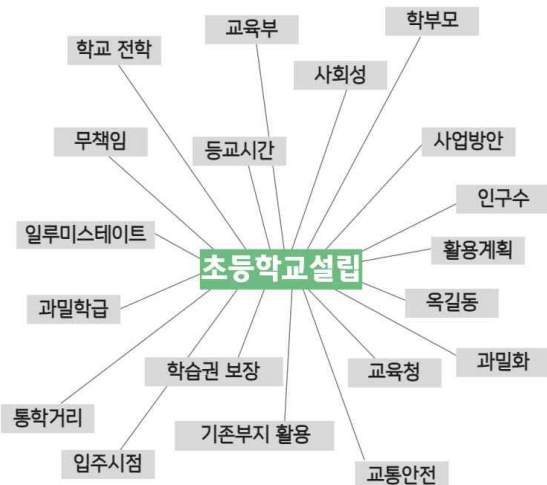 학부모
교육부
학교 전학
사회성
무책임
등교시간
사업방안
인구수
일루미스테이트
활용계획
초등학교설립
과밀학급
옥길동
학습권 보장
교육청
과밀화
통학거리
기존부지 활용
입주시점
교통안전